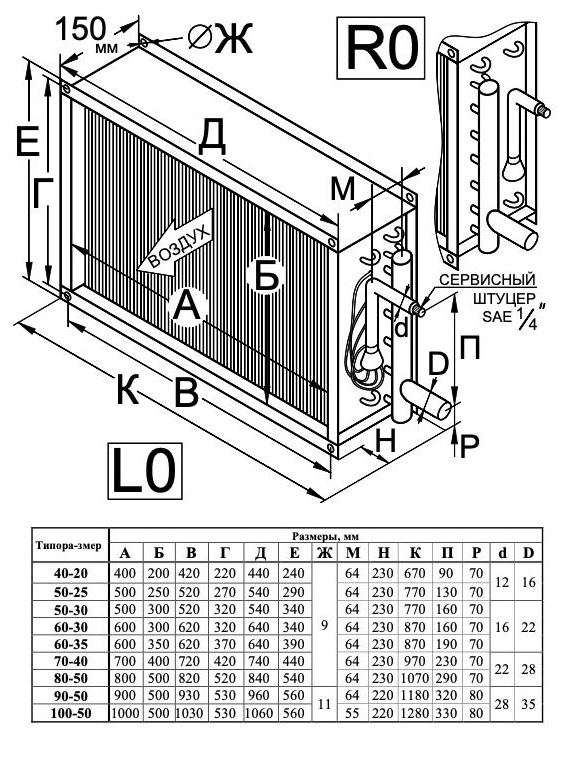 150
мм
ØЖ
R0
Е
Г
Д
М
ВОЗДУХ
Б
А
СЕРВИСНЫЙ
ШТУЦЕР
SAE 1/4"
d
П
D
К
В
Н
Р
L0
Типора-змер Размеры, мм
А Б В Г Д Е Ж М Н К П Р d D
40-20 400 200 420 220 440 240 9 64 230 670 90 70 12 16
50-25 500 250 520 270 540 290 64 230 770 130 70
50-30 500 300 520 320 540 340 64 230 770 160 70 16 22
60-30 600 300 620 320 640 340 64 230 870 160 70
60-35 600 350 620 370 640 390 64 230 870 190 70
70-40 700 400 720 420 740 440 64 230 970 230 70 22 28
80-50 800 500 820 520 840 540 64 230 1070 290 70
90-50 900 500 930 530 960 560 11 64 220 1180 320 80 28 35
100-50 1000 500 1030 530 1060 560 55 220 1280 330 80